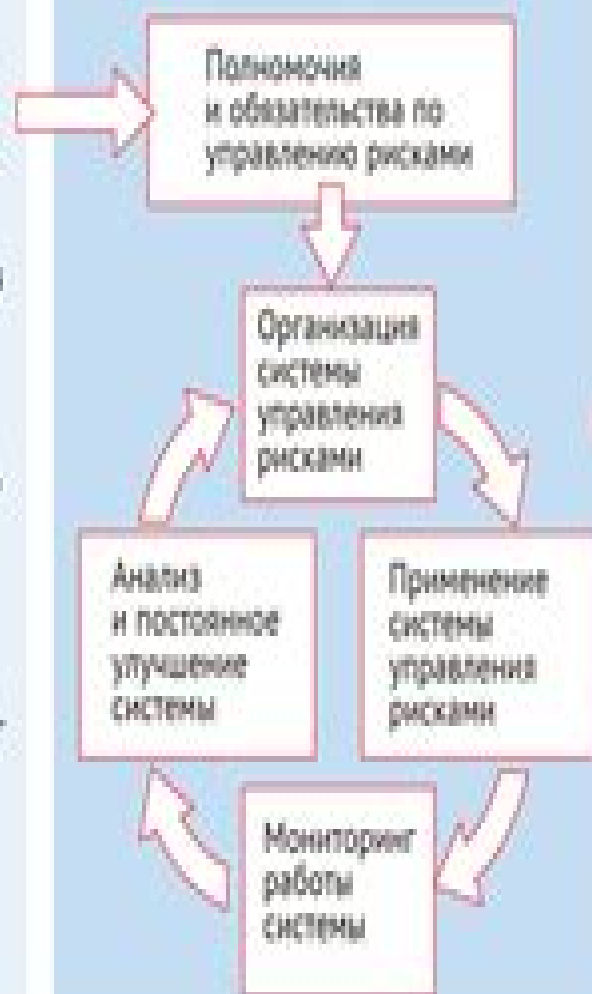 Полномочия
и обязательства по
управлению рисками
Организация
системы
управления
рисками
Применение
системы
управления
рисками
Мониторинг
работы
системы
Анализ
и постоянное
улучшение
системы